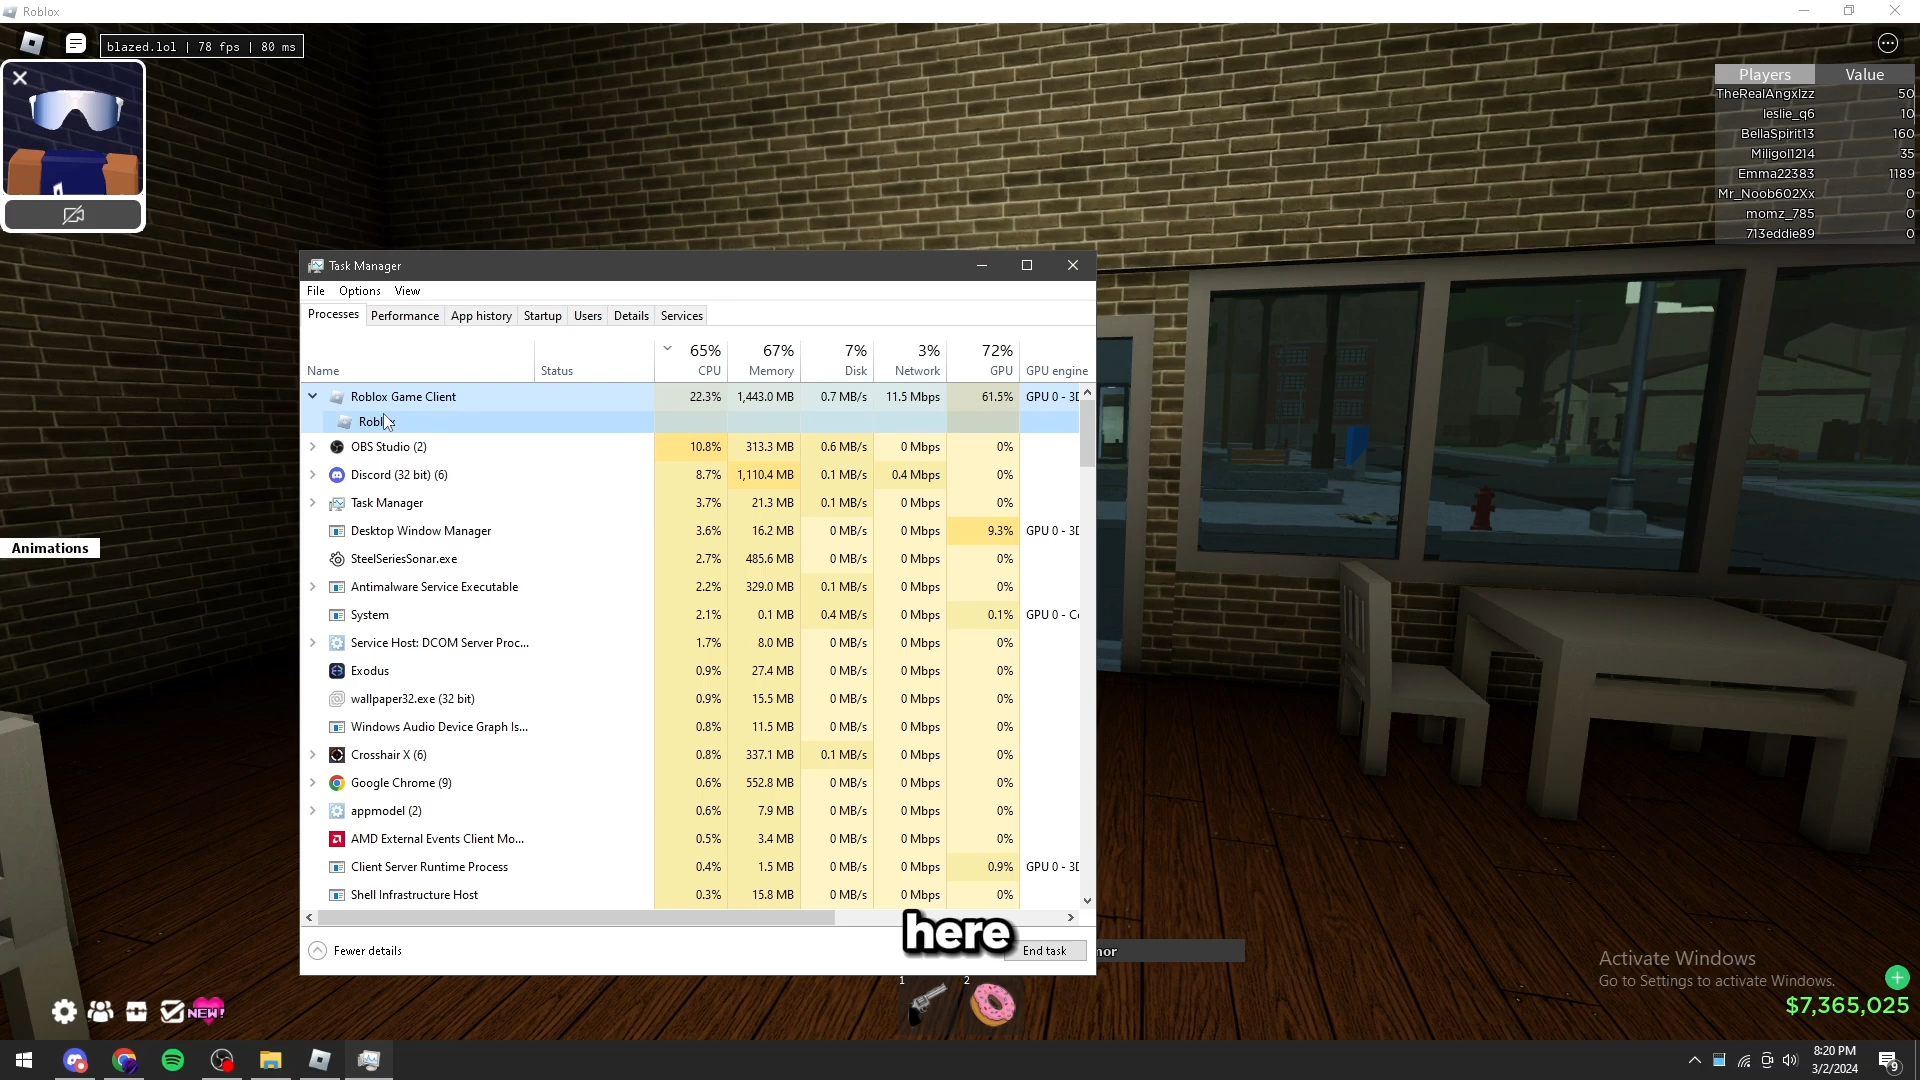 Roblox
blazed.lol | 78 fps | 80 ms
Players Value
TheRealAngxlzz 50
leslie_q6 10
BellaSpirit13 160
Miligol1214 35
Emma22383 1189
Mr_Noob602Xx 0
momz_785 0
713eddie89 0
Task Manager
File Options View
Processes Performance App history Startup Users Details Services
65% 67% 7% 3% 72%
Name Status CPU Memory Disk Network GPU GPU engine
Roblox Game Client 22.3% 1,443.0 MB 0.7 MB/s 11.5 Mbps 61.5% GPU 0 - 3D
Roblox
OBS Studio (2) 10.8% 313.3 MB 0.6 MB/s 0 Mbps 0%
Discord (32 bit) (6) 8.7% 1,110.4 MB 0.1 MB/s 0.4 Mbps 0%
Task Manager 3.7% 21.3 MB 0.1 MB/s 0 Mbps 0%
Desktop Window Manager 3.6% 16.2 MB 0 MB/s 0 Mbps 9.3% GPU 0 - 3D
Animations
SteelSeriesSonar.exe 2.7% 485.6 MB 0 MB/s 0 Mbps 0%
Antimalware Service Executable 2.2% 329.0 MB 0.1 MB/s 0 Mbps 0%
System 2.1% 0.1 MB 0.4 MB/s 0 Mbps 0.1% GPU 0 - C
Service Host: DCOM Server Proc... 1.7% 8.0 MB 0 MB/s 0 Mbps 0%
Exodus 0.9% 27.4 MB 0 MB/s 0 Mbps 0%
wallpaper32.exe (32 bit) 0.9% 15.5 MB 0 MB/s 0 Mbps 0%
Windows Audio Device Graph Is... 0.8% 11.5 MB 0 MB/s 0 Mbps 0%
Crosshair X (6) 0.8% 337.1 MB 0.1 MB/s 0 Mbps 0%
Google Chrome (9) 0.6% 552.8 MB 0 MB/s 0 Mbps 0%
appmodel (2) 0.6% 7.9 MB 0 MB/s 0 Mbps 0%
AMD External Events Client Mo... 0.5% 3.4 MB 0 MB/s 0 Mbps 0%
Client Server Runtime Process 0.4% 1.5 MB 0 MB/s 0 Mbps 0.9% GPU 0 - 3D
Shell Infrastructure Host 0.3% 15.8 MB 0 MB/s 0 Mbps 0%
here
Fewer details End task
mor
1 2
Activate Windows
Go to Settings to activate Windows.
$7,365,025
NEW!
8:20 PM
3/2/2024
9